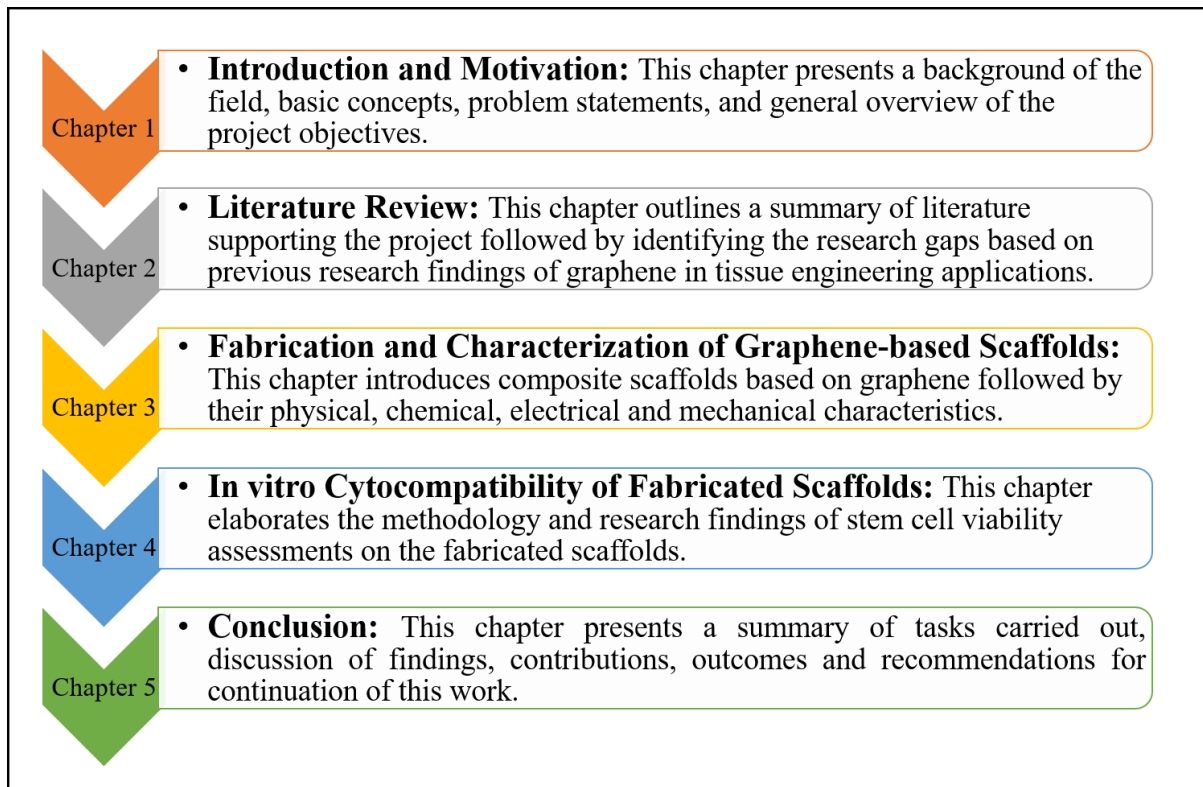 Chapter 1
• Introduction and Motivation: This chapter presents a background of the
field, basic concepts, problem statements, and general overview of the
project objectives.
Chapter 2
• Literature Review: This chapter outlines a summary of literature
supporting the project followed by identifying the research gaps based on
previous research findings of graphene in tissue engineering applications.
Chapter 3
• Fabrication and Characterization of Graphene-based Scaffolds:
This chapter introduces composite scaffolds based on graphene followed by
their physical, chemical, electrical and mechanical characteristics.
Chapter 4
• In vitro Cytocompatibility of Fabricated Scaffolds: This chapter
elaborates the methodology and research findings of stem cell viability
assessments on the fabricated scaffolds.
Chapter 5
• Conclusion: This chapter presents a summary of tasks carried out,
discussion of findings, contributions, outcomes and recommendations for
continuation of this work.